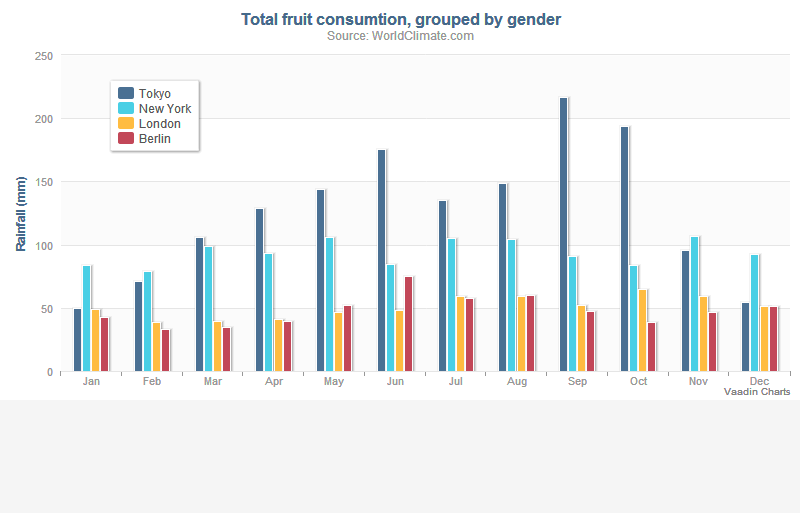 Total fruit consumtion, grouped by gender
Source: WorldClimate.com
250
200
150
100
50
0
Rainfall (mm)
Tokyo
New York
London
Berlin
Jan Feb Mar Apr May Jun Jul Aug Sep Oct Nov Dec
Vaadin Charts